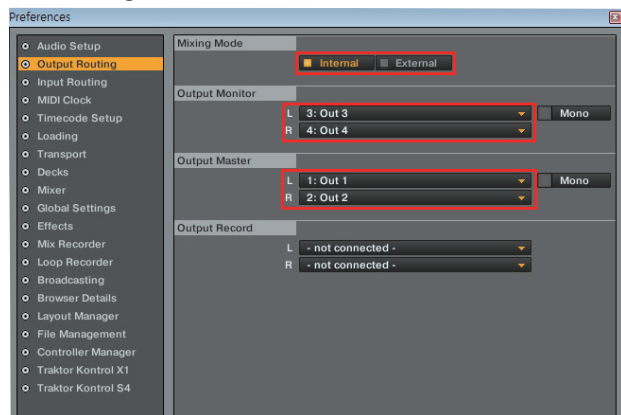 Preferences
Audio Setup
Output Routing
Input Routing
MIDI Clock
Timecode Setup
Loading
Transport
Decks
Mixer
Global Settings
Effects
Mix Recorder
Loop Recorder
Broadcasting
Browser Details
Layout Manager
File Management
Controller Manager
Traktor Kontrol X1
Traktor Kontrol S4
Mixing Mode
Internal External
Output Monitor
L 3: Out 3 Mono
R 4: Out 4
Output Master
L 1: Out 1 Mono
R 2: Out 2
Output Record
L - not connected -
R - not connected -